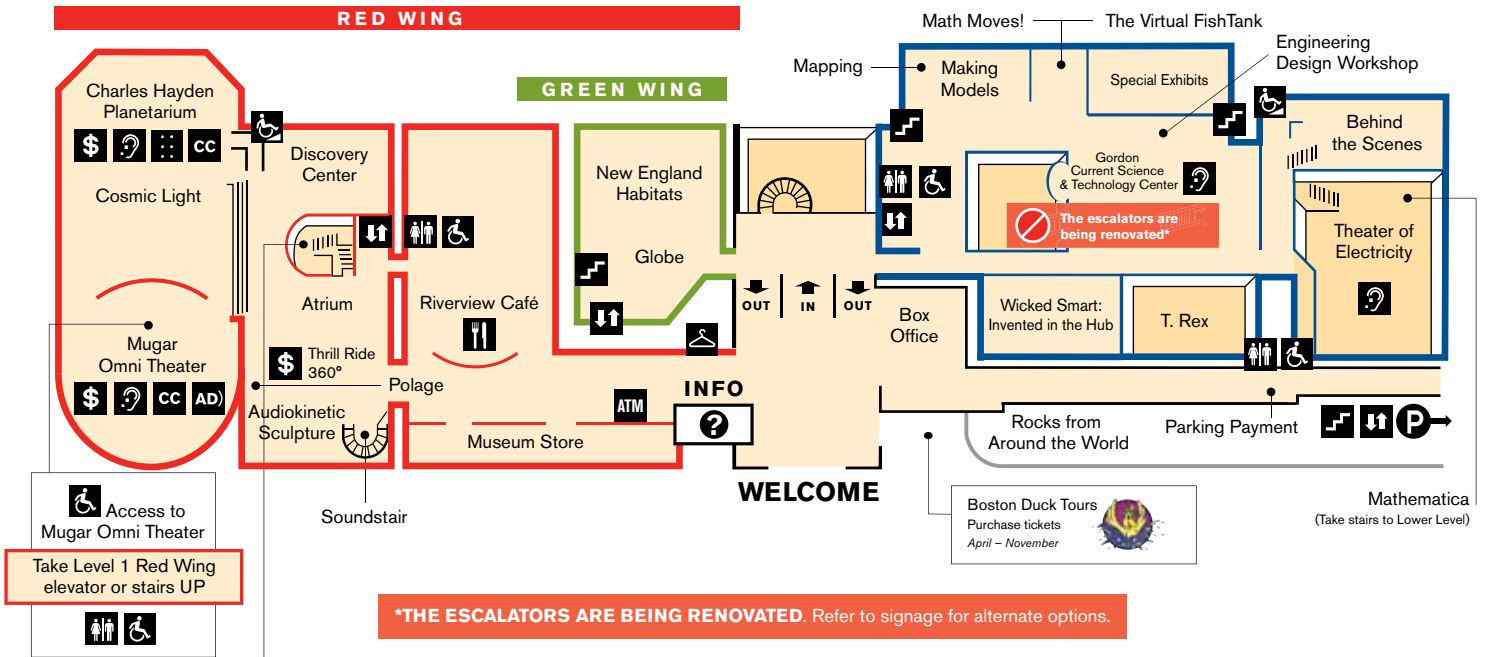 RED WING
GREEN WING
Math Moves!
The Virtual FishTank
Engineering
Design Workshop
Mapping
Making
Models
Special Exhibits
Behind
the Scenes
Charles Hayden
Planetarium
$
CC
Cosmic Light
Discovery
Center
New England
Habitats
Globe
Gordon
Current Science
& Technology Center
The escalators are
being renovated*
Theater of
Electricity
Atrium
Riverview Café
OUT
IN
OUT
Box
Office
Wicked Smart:
Invented in the Hub
T. Rex
Mugar
Omni Theater
$
CC
AD)
$
Thrill Ride
360°
Polage
Audiokinetic
Sculpture
ATM
INFO
?
Museum Store
Rocks from
Around the World
Parking Payment
P
WELCOME
Soundstair
Boston Duck Tours
Purchase tickets
April – November
Mathematica
(Take stairs to Lower Level)
Access to
Mugar Omni Theater
Take Level 1 Red Wing
elevator or stairs UP
*THE ESCALATORS ARE BEING RENOVATED. Refer to signage for alternate options.